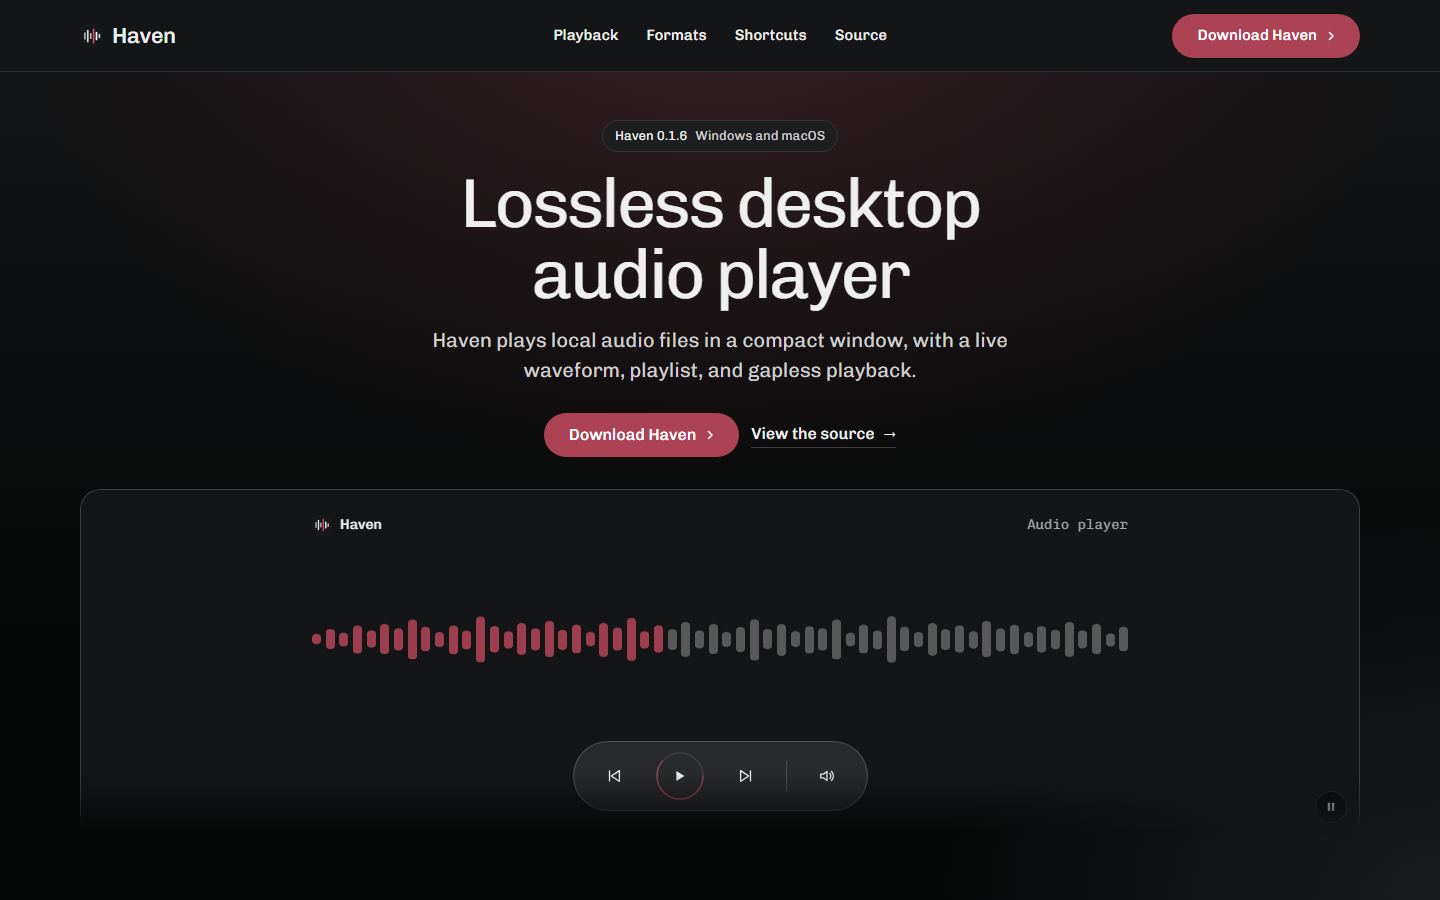 Haven
Playback Formats Shortcuts Source
Download Haven
Haven 0.1.6 Windows and macOS
Lossless desktop
audio player
Haven plays local audio files in a compact window, with a live
waveform, playlist, and gapless playback.
Download Haven
View the source →
Haven
Audio player